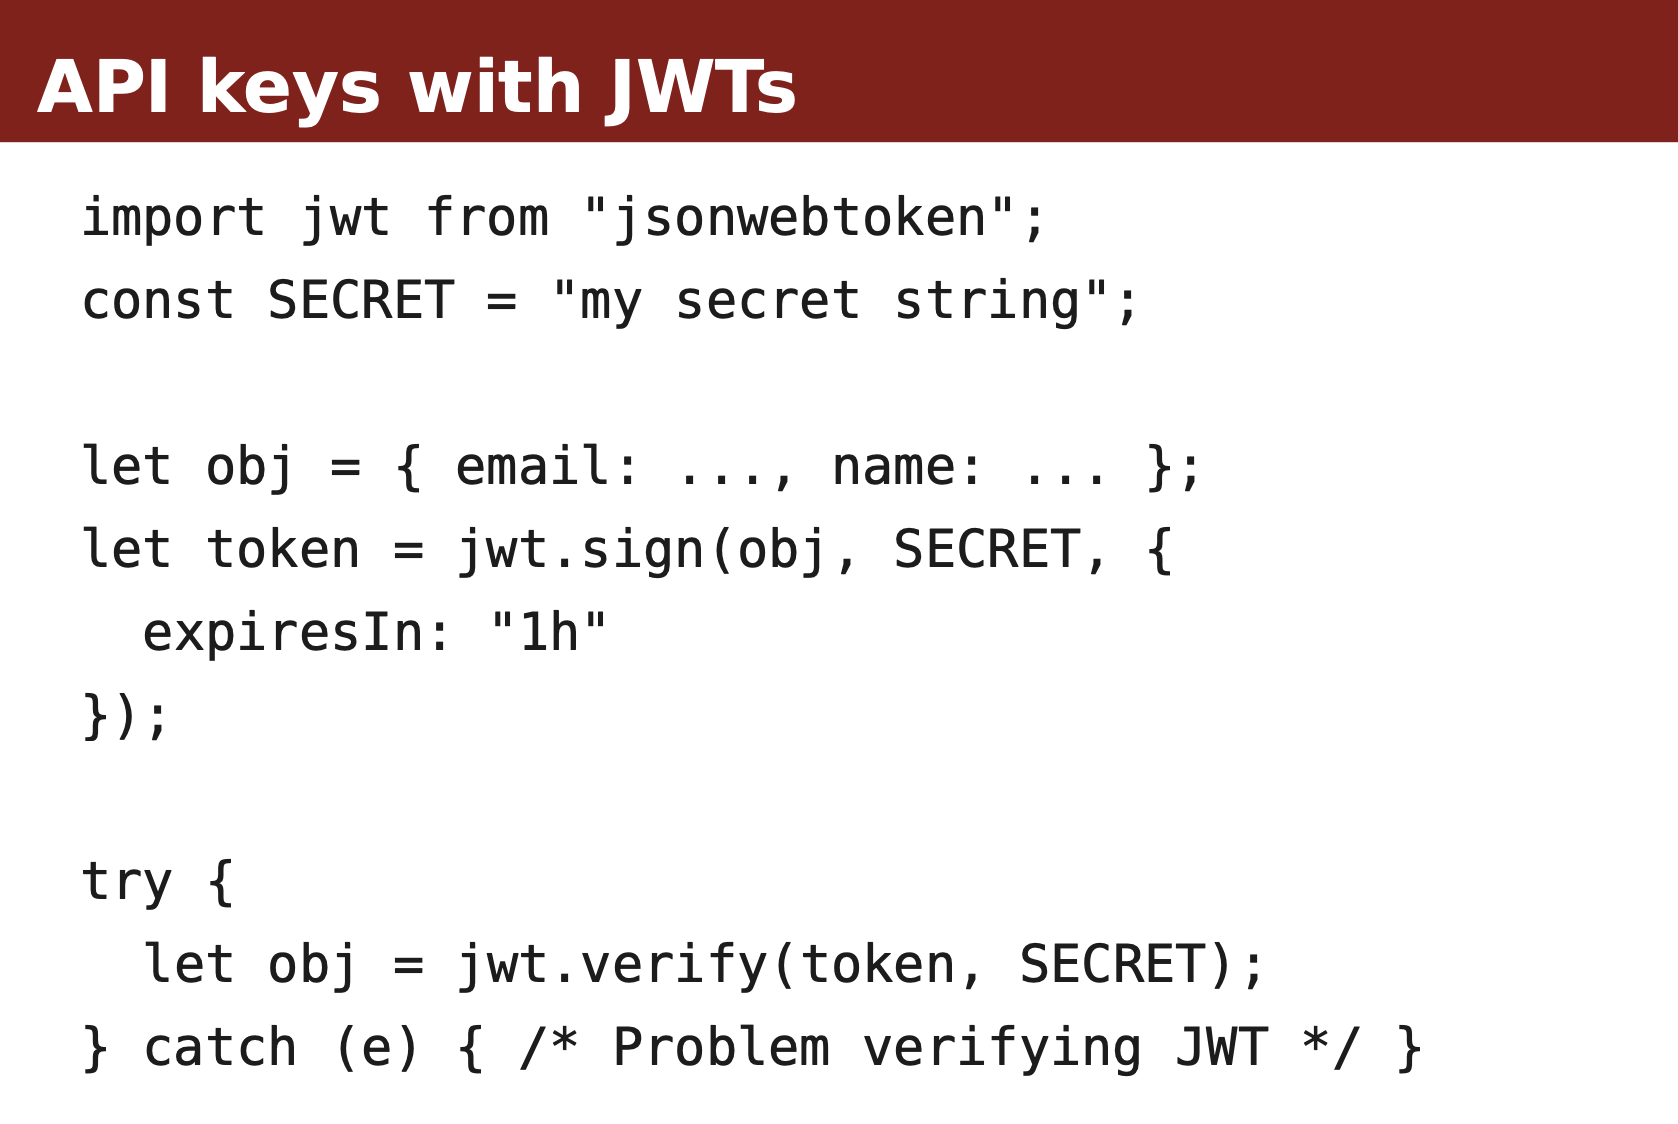 API keys with JWTs
import jwt from "jsonwebtoken";
const SECRET = "my secret string";
let obj = { email: ..., name: ... };
let token = jwt.sign(obj, SECRET, {
  expiresIn: "1h"
});
try {
  let obj = jwt.verify(token, SECRET);
} catch (e) { /* Problem verifying JWT */ }